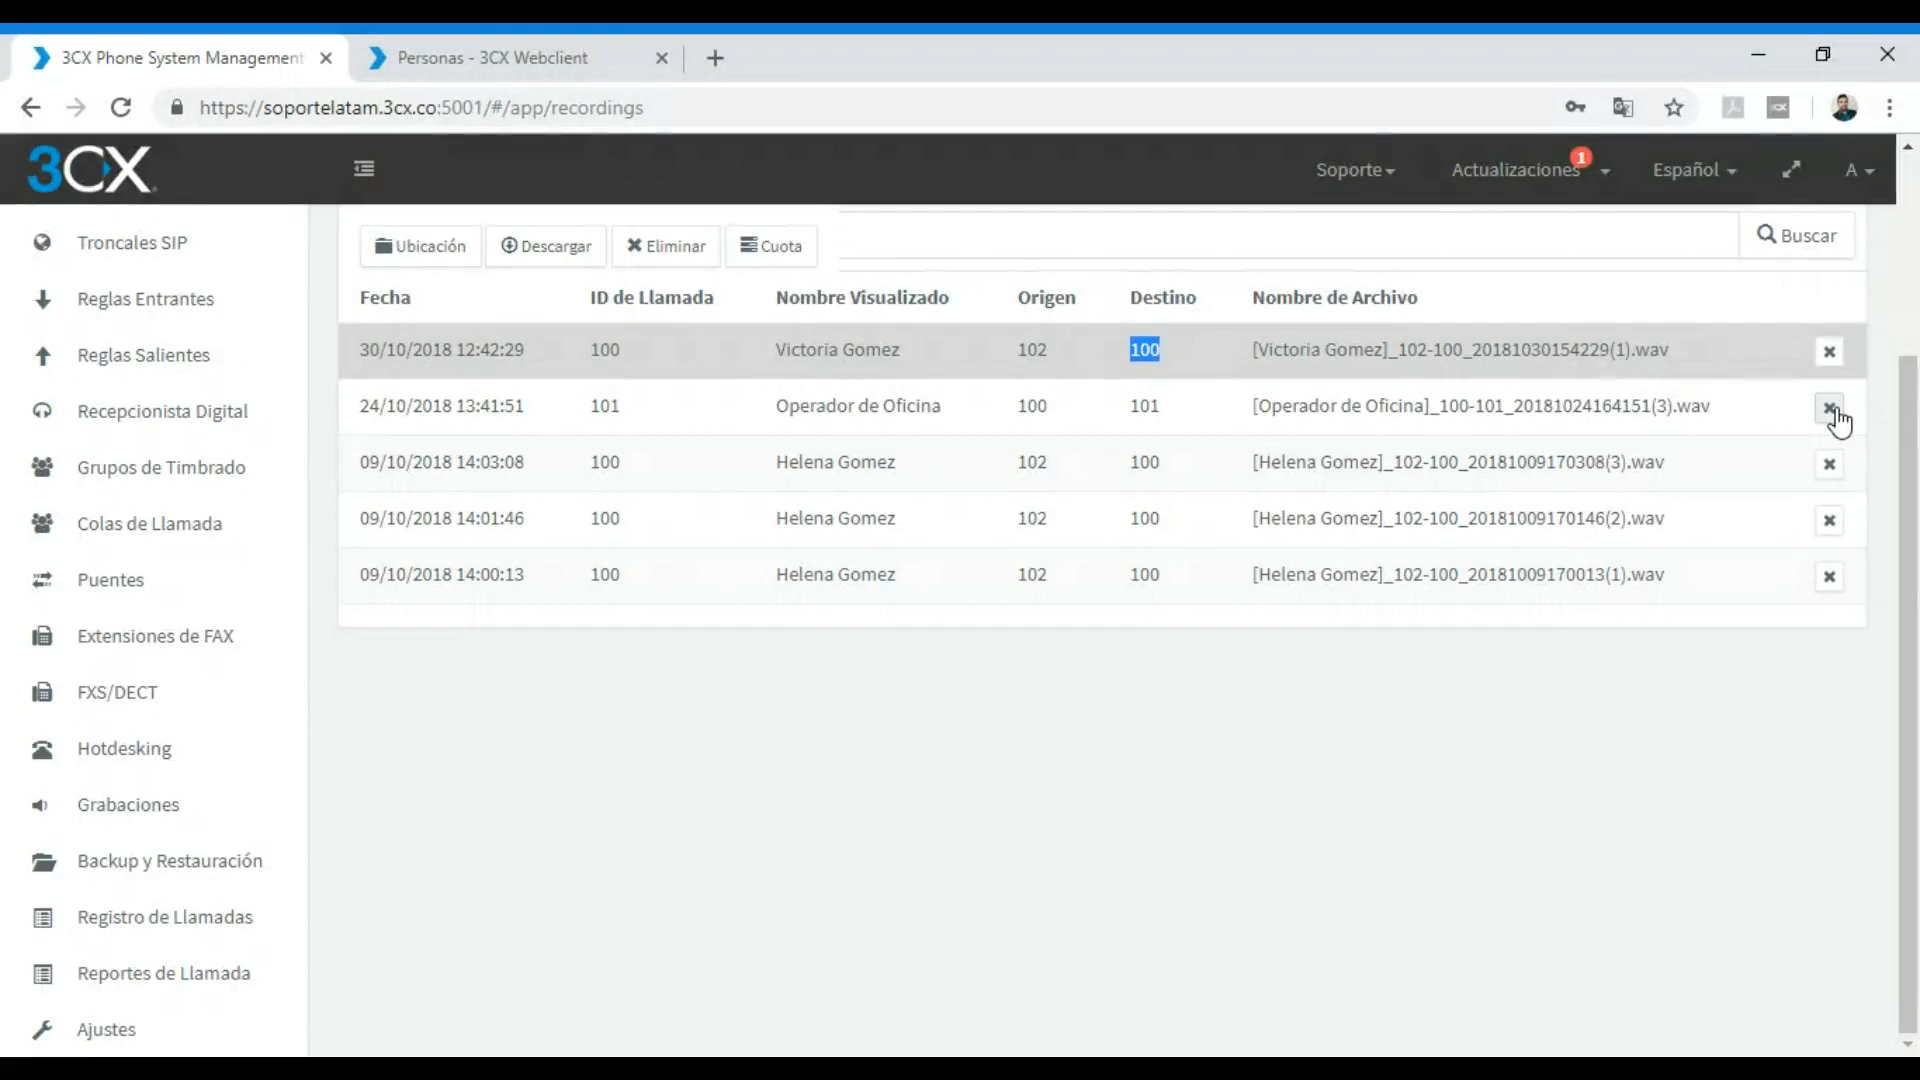 3CX Phone System Management
Personas - 3CX Webclient
https://soportelatam.3cx.co:5001/#/app/recordings
3CX
Soporte
Actualizaciones
1
Español
A
Troncales SIP
Reglas Entrantes
Reglas Salientes
Recepcionista Digital
Grupos de Timbrado
Colas de Llamada
Puentes
Extensiones de FAX
FXS/DECT
Hotdesking
Grabaciones
Backup y Restauración
Registro de Llamadas
Reportes de Llamada
Ajustes
Ubicación Descargar Eliminar Cuota Buscar
Fecha ID de Llamada Nombre Visualizado Origen Destino Nombre de Archivo
30/10/2018 12:42:29 100 Victoria Gomez 102 100 [Victoria Gomez]_102-100_20181030154229(1).wav
24/10/2018 13:41:51 101 Operador de Oficina 100 101 [Operador de Oficina]_100-101_20181024164151(3).wav
09/10/2018 14:03:08 100 Helena Gomez 102 100 [Helena Gomez]_102-100_20181009170308(3).wav
09/10/2018 14:01:46 100 Helena Gomez 102 100 [Helena Gomez]_102-100_20181009170146(2).wav
09/10/2018 14:00:13 100 Helena Gomez 102 100 [Helena Gomez]_102-100_20181009170013(1).wav